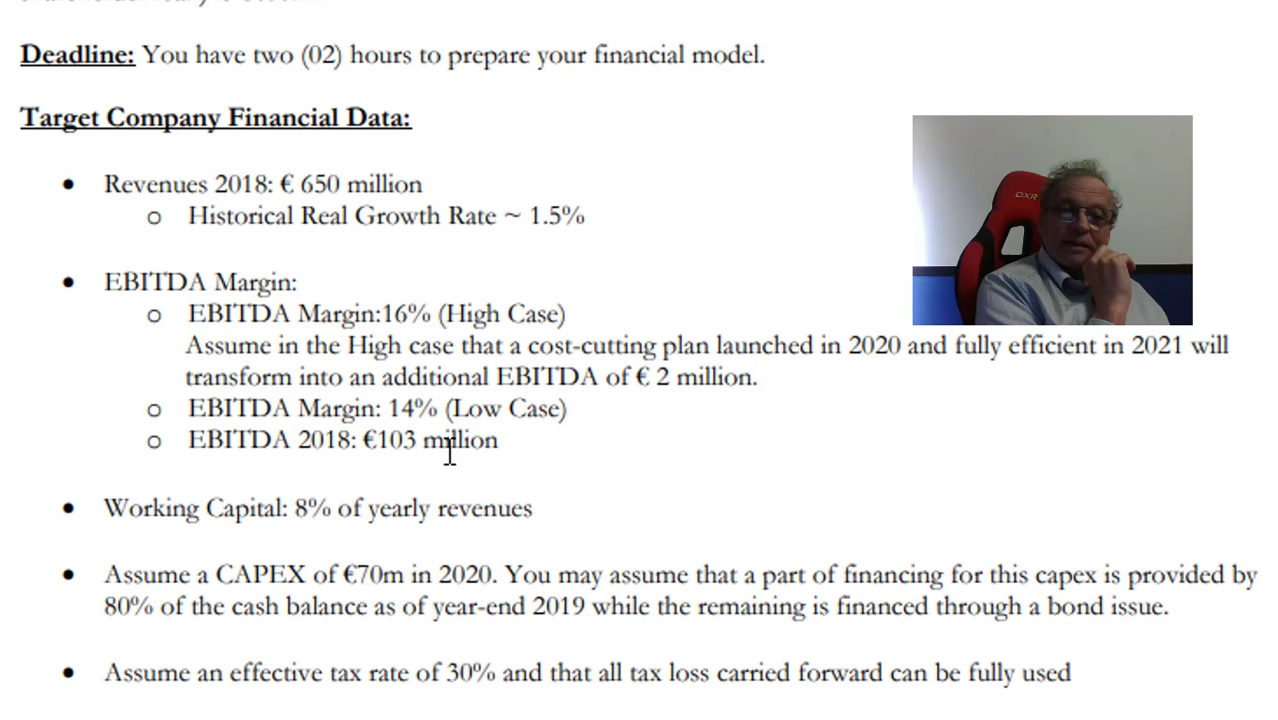 Deadline: You have two (02) hours to prepare your financial model.
Target Company Financial Data:
• Revenues 2018: € 650 million
o Historical Real Growth Rate ~ 1.5%
• EBITDA Margin:
o EBITDA Margin:16% (High Case)
Assume in the High case that a cost-cutting plan launched in 2020 and fully efficient in 2021 will
transform into an additional EBITDA of € 2 million.
o EBITDA Margin: 14% (Low Case)
o EBITDA 2018: €103 million
• Working Capital: 8% of yearly revenues
• Assume a CAPEX of €70m in 2020. You may assume that a part of financing for this capex is provided by
80% of the cash balance as of year-end 2019 while the remaining is financed through a bond issue.
• Assume an effective tax rate of 30% and that all tax loss carried forward can be fully used
DXR